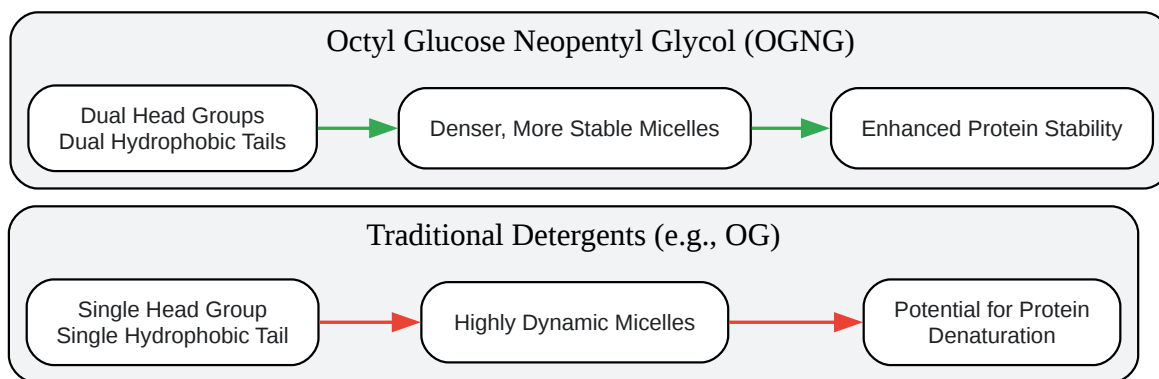 Octyl Glucose Neopentyl Glycol (OGNG)
Dual Head Groups
Dual Hydrophobic Tails
Denser, More Stable Micelles
Enhanced Protein Stability
Traditional Detergents (e.g., OG)
Single Head Group
Single Hydrophobic Tail
Highly Dynamic Micelles
Potential for Protein
Denaturation